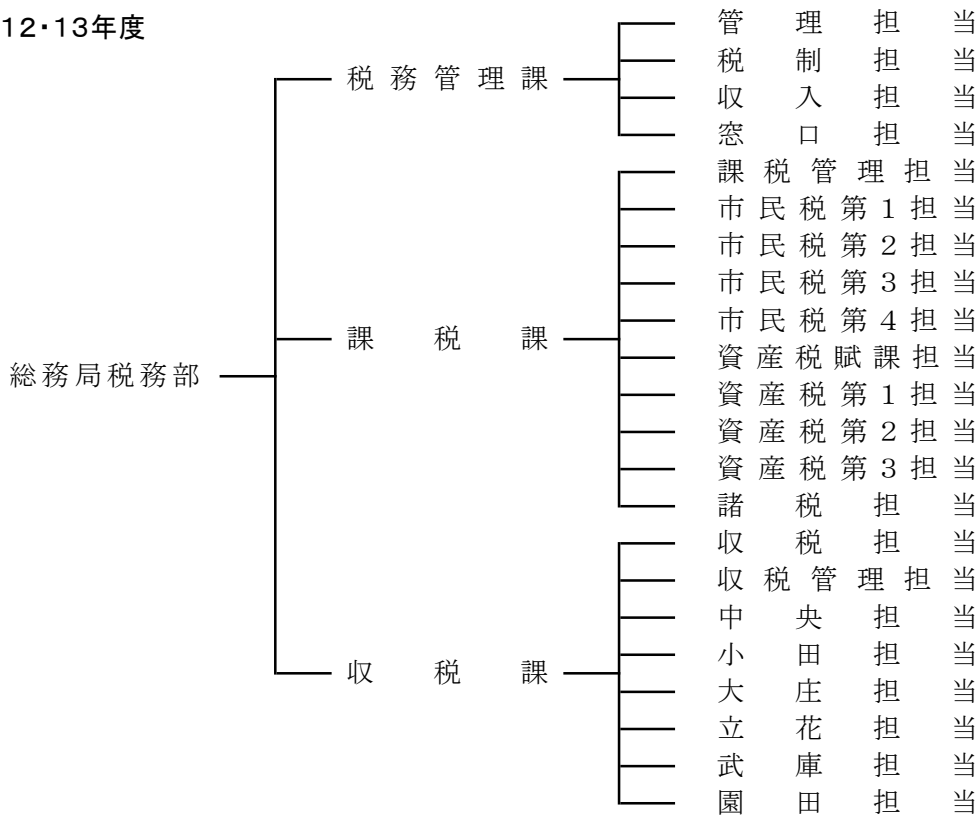 12・13年度
総務局税務部
税務管理課
管理担当
税制担当
収入担当
窓口担当
課税課
課税管理担当
市民税第1担当
市民税第2担当
市民税第3担当
市民税第4担当
資産税賦課担当
資産税第1担当
資産税第2担当
資産税第3担当
諸税担当
収税課
収税担当
収税管理担当
中央担当
小田担当
大庄担当
立花担当
武庫担当
園田担当